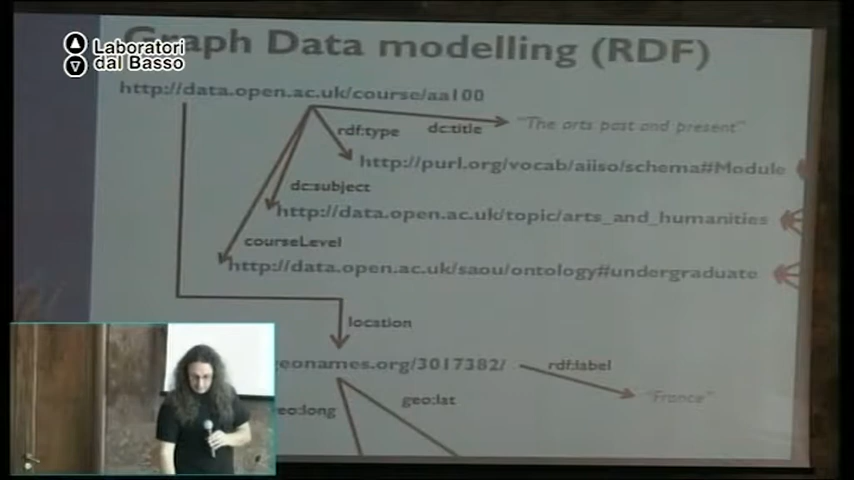 Laboratori
dal Basso
Graph Data modelling (RDF)
http://data.open.ac.uk/course/aa100
rdf:type
dc:title
"The arts past and present"
http://purl.org/vocab/aiiso/schema#Module
dc:subject
http://data.open.ac.uk/topic/arts_and_humanities
courseLevel
http://data.open.ac.uk/saou/ontology#undergraduate
location
eonames.org/3017382/
rdf:label
"France"
eo:long
geo:lat